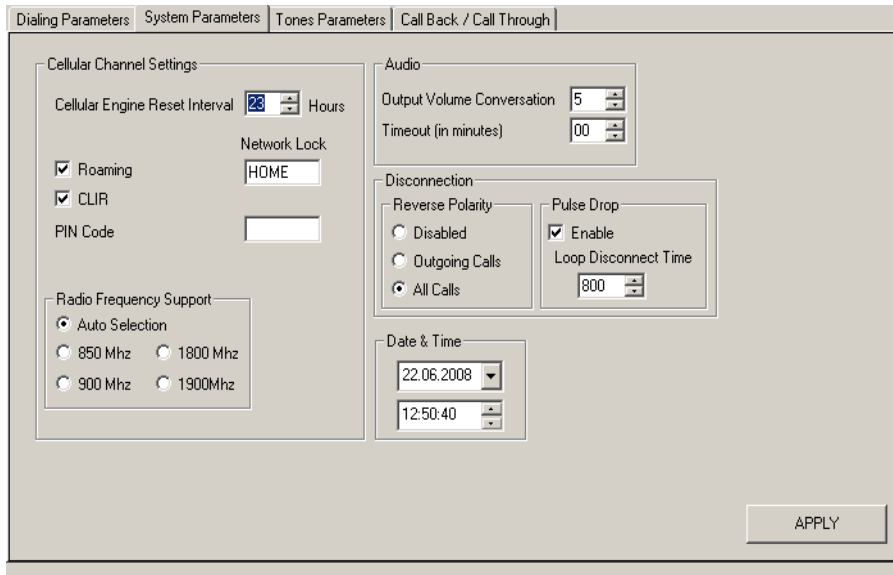 Dialing Parameters System Parameters Tones Parameters Call Back / Call Through
Cellular Channel Settings
Cellular Engine Reset Interval 23 Hours
Network Lock
Roaming HOME
CLIR
PIN Code
Radio Frequency Support
Auto Selection
850 Mhz 1800 Mhz
900 Mhz 1900Mhz
Audio
Output Volume Conversation 5
Timeout (in minutes) 00
Disconnection
Reverse Polarity
Disabled
Outgoing Calls
All Calls
Pulse Drop
Enable
Loop Disconnect Time
800
Date & Time
22.06.2008
12:50:40
APPLY